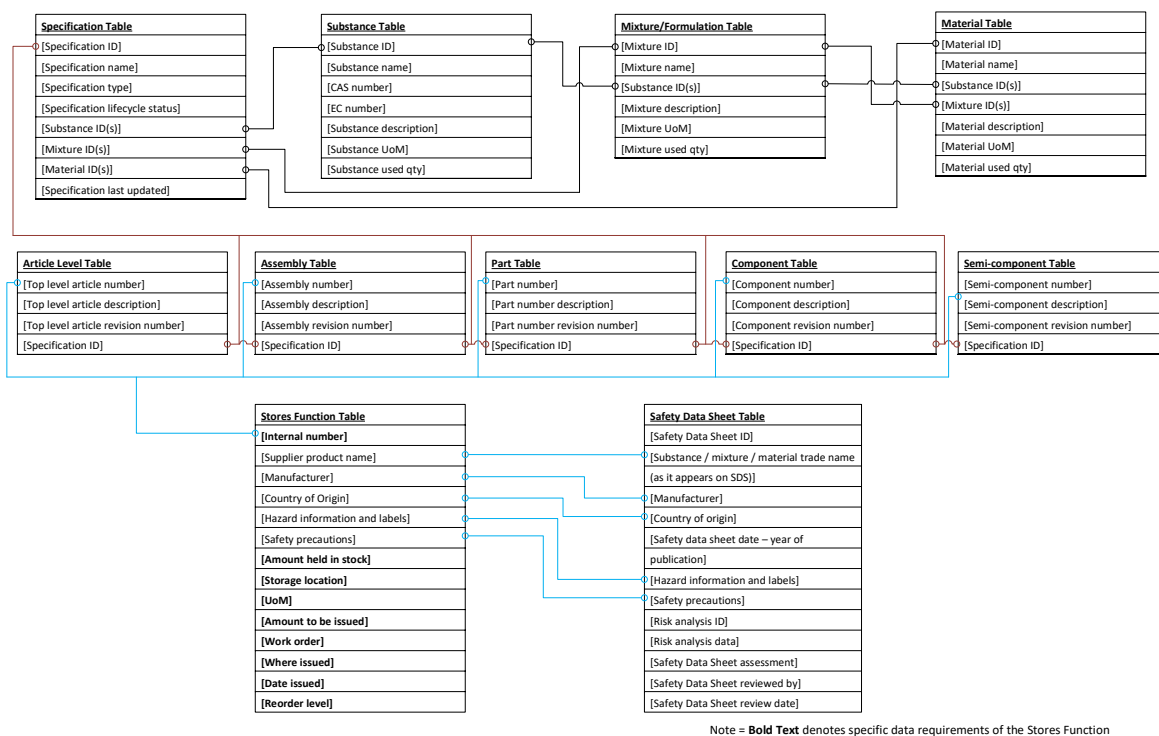 Specification Table
[Specification ID]
[Specification name]
[Specification type]
[Specification lifecycle status]
[Substance ID(s)]
[Mixture ID(s)]
[Material ID(s)]
[Specification last updated]
Substance Table
[Substance ID]
[Substance name]
[CAS number]
[EC number]
[Substance description]
[Substance UoM]
[Substance used qty]
Mixture/Formulation Table
[Mixture ID]
[Mixture name]
[Substance ID(s)]
[Mixture description]
[Mixture UoM]
[Mixture used qty]
Material Table
[Material ID]
[Material name]
[Substance ID(s)]
[Mixture ID(s)]
[Material description]
[Material UoM]
[Material used qty]
Article Level Table
[Top level article number]
[Top level article description]
[Top level article revision number]
[Specification ID]
Assembly Table
[Assembly number]
[Assembly description]
[Assembly revision number]
[Specification ID]
Part Table
[Part number]
[Part number description]
[Part number revision number]
[Specification ID]
Component Table
[Component number]
[Component description]
[Component revision number]
[Specification ID]
Semi-component Table
[Semi-component number]
[Semi-component description]
[Semi-component revision number]
[Specification ID]
Stores Function Table
[Internal number]
[Supplier product name]
[Manufacturer]
[Country of Origin]
[Hazard information and labels]
[Safety precautions]
[Amount held in stock]
[Storage location]
[UoM]
[Amount to be issued]
[Work order]
[Where issued]
[Date issued]
[Reorder level]
Safety Data Sheet Table
[Safety Data Sheet ID]
[Substance / mixture / material trade name
(as it appears on SDS)]
[Manufacturer]
[Country of origin]
[Safety data sheet date – year of
publication]
[Hazard information and labels]
[Safety precautions]
[Risk analysis ID]
[Risk analysis data]
[Safety Data Sheet assessment]
[Safety Data Sheet reviewed by]
[Safety Data Sheet review date]
Note = Bold Text denotes specific data requirements of the Stores Function